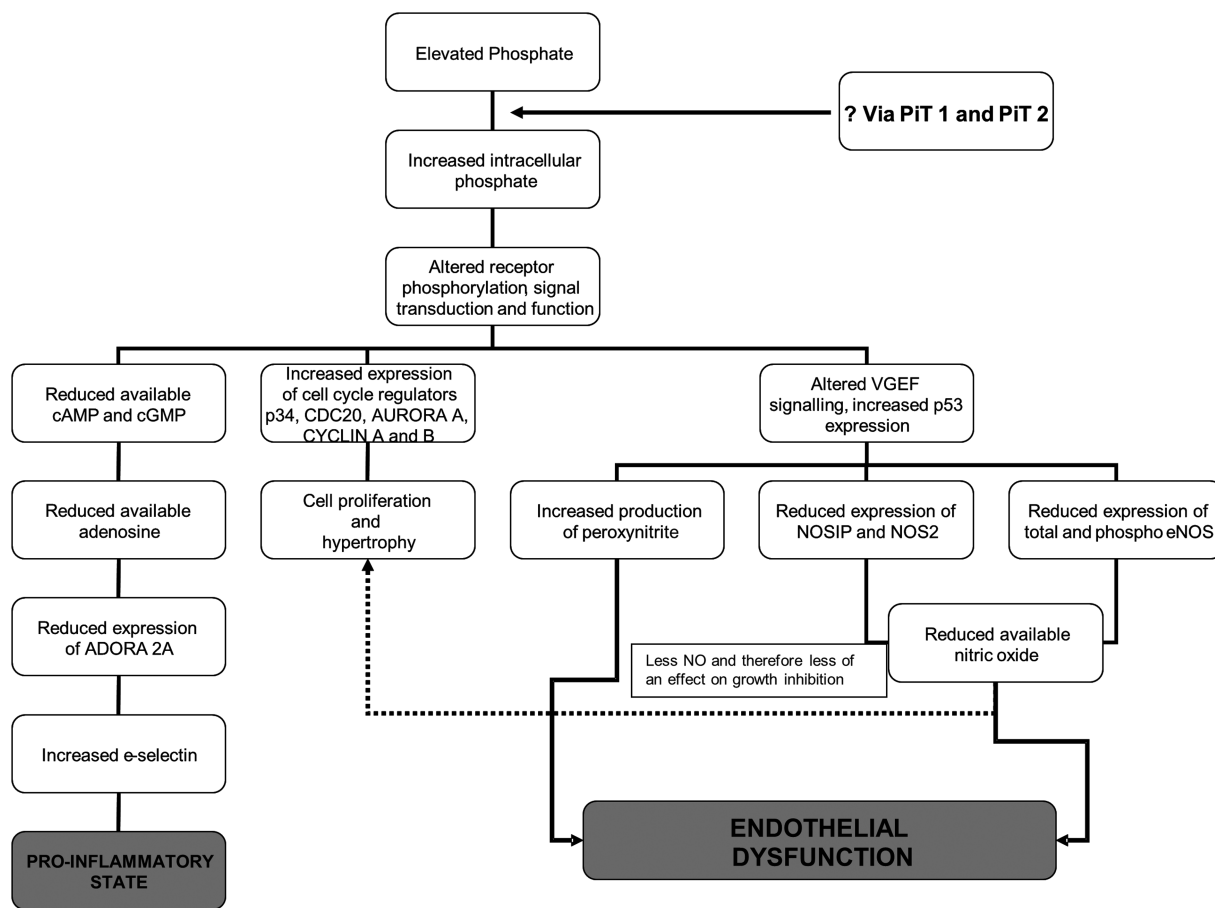 Elevated Phosphate
? Via PiT 1 and PiT 2
Increased intracellular
phosphate
Altered receptor
phosphorylation, signal
transduction and function
Reduced available
cAMP and cGMP
Increased expression
of cell cycle regulators
p34, CDC20, AURORA A,
CYCLIN A and B
Altered VGEF
signalling, increased p53
expression
Reduced available
adenosine
Cell proliferation
and
hypertrophy
Increased production
of peroxynitrite
Reduced expression of
NOSIP and NOS2
Reduced expression of
total and phospho eNOS
Reduced expression
of ADORA 2A
Less NO and therefore less of
an effect on growth inhibition
Reduced available
nitric oxide
Increased e-selectin
PRO-INFLAMMATORY
STATE
ENDOTHELIAL
DYSFUNCTION